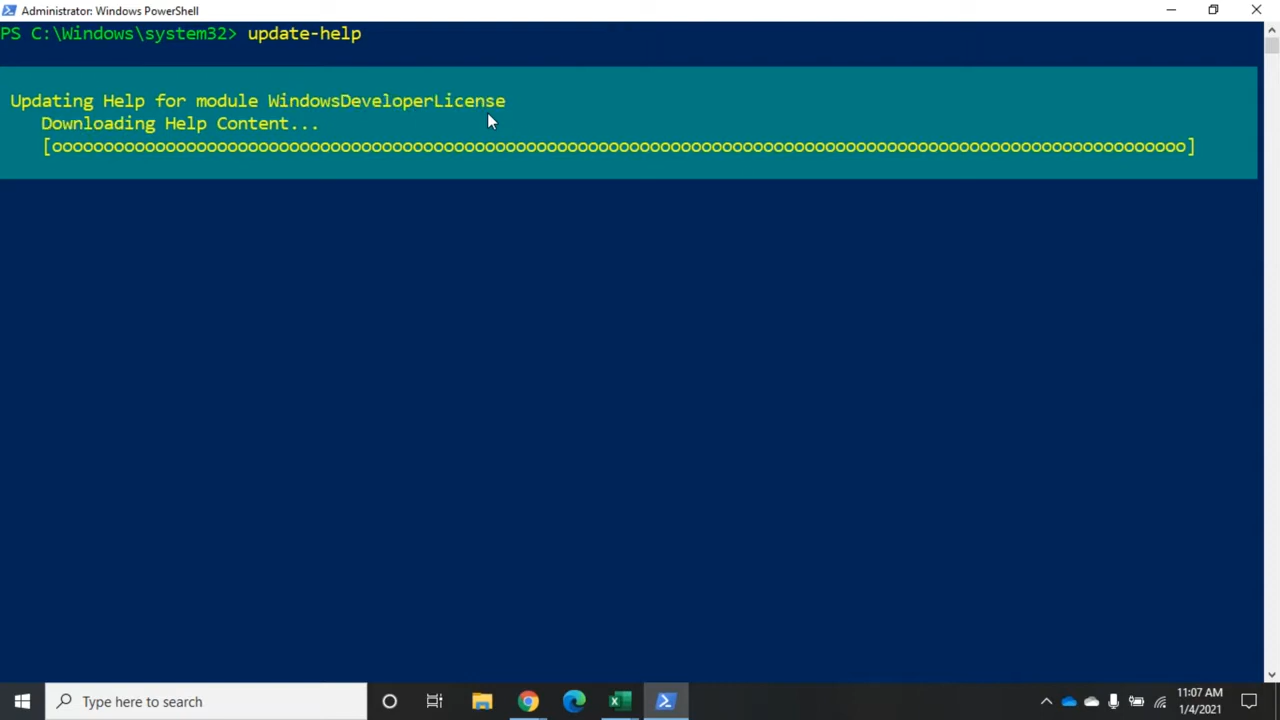 Administrator: Windows PowerShell
PS C:\Windows\system32> update-help
Updating Help for module WindowsDeveloperLicense
Downloading Help Content...
[oooooooooooooooooooooooooooooooooooooooooooooooooooooooooooooooooooooooooooooooooooooooooooooooooooooooooooooo]
Type here to search
11:07 AM
1/4/2021